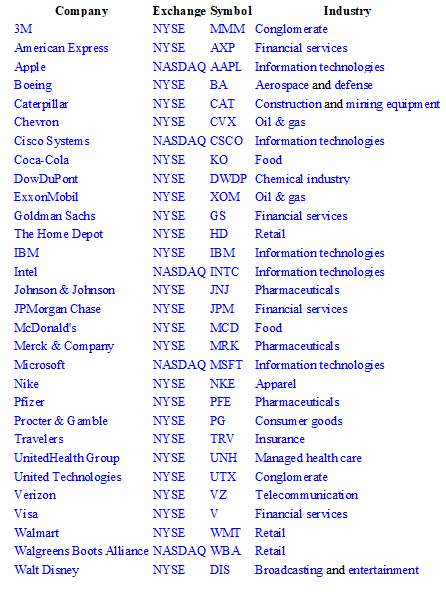 Company Exchange Symbol Industry
3M NYSE MMM Conglomerate
American Express NYSE AXP Financial services
Apple NASDAQ AAPL Information technologies
Boeing NYSE BA Aerospace and defense
Caterpillar NYSE CAT Construction and mining equipment
Chevron NYSE CVX Oil & gas
Cisco Systems NASDAQ CSCO Information technologies
Coca-Cola NYSE KO Food
DowDuPont NYSE DWDP Chemical industry
ExxonMobil NYSE XOM Oil & gas
Goldman Sachs NYSE GS Financial services
The Home Depot NYSE HD Retail
IBM NYSE IBM Information technologies
Intel NASDAQ INTC Information technologies
Johnson & Johnson NYSE JNJ Pharmaceuticals
JPMorgan Chase NYSE JPM Financial services
McDonald's NYSE MCD Food
Merck & Company NYSE MRK Pharmaceuticals
Microsoft NASDAQ MSFT Information technologies
Nike NYSE NKE Apparel
Pfizer NYSE PFE Pharmaceuticals
Procter & Gamble NYSE PG Consumer goods
Travelers NYSE TRV Insurance
UnitedHealth Group NYSE UNH Managed health care
United Technologies NYSE UTX Conglomerate
Verizon NYSE VZ Telecommunication
Visa NYSE V Financial services
Walmart NYSE WMT Retail
Walgreens Boots Alliance NASDAQ WBA Retail
Walt Disney NYSE DIS Broadcasting and entertainment